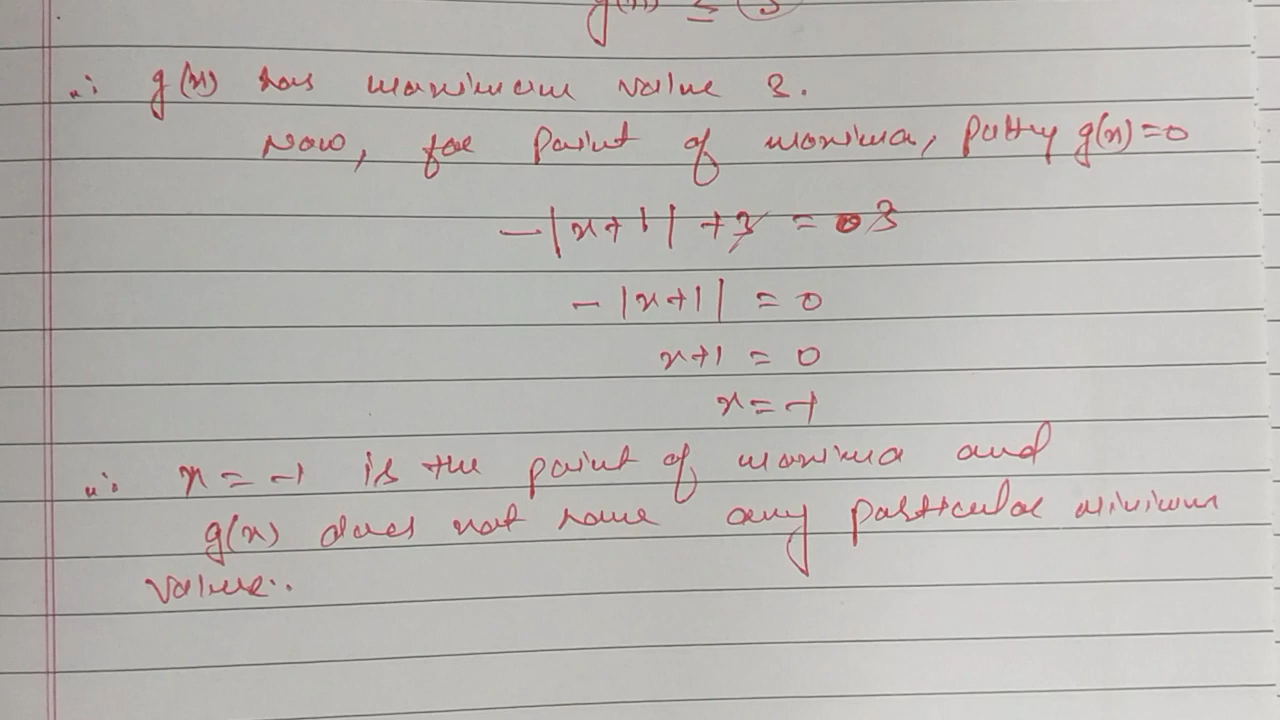 g(x) ≤ 3
∴ g(x) has maximum value 3.
Now, for point of maxima, putting g(x)=0
-|x+1| + 3 = 3
-|x+1| = 0
x+1 = 0
x = -1
∴ x = -1 is the point of maxima and
g(x) does not have any particular minimum
value.